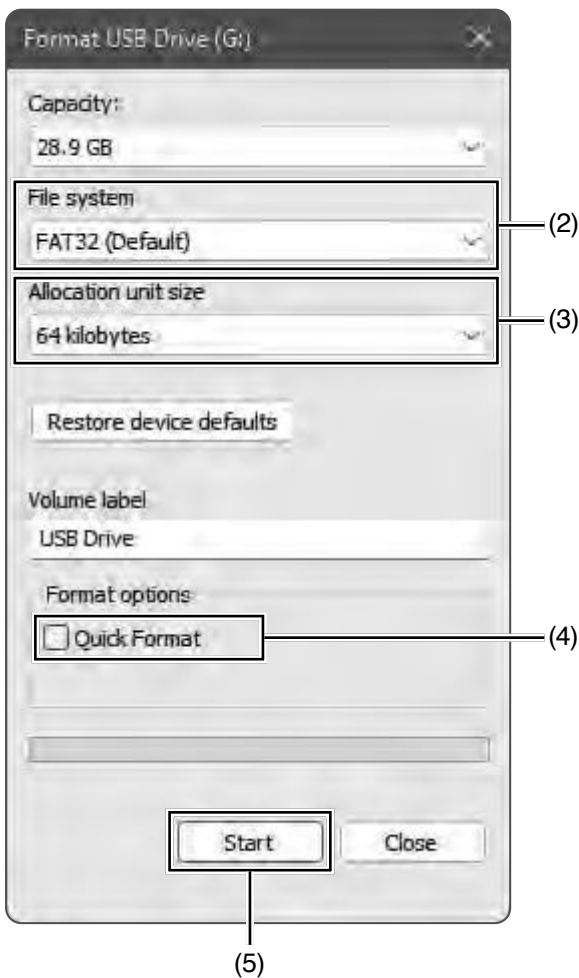 Format USB Drive (G:)
Capacity:
28.9 GB
File system
FAT32 (Default)
(2)
Allocation unit size
64 kilobytes
(3)
Restore device defaults
Volume label
USB Drive
Format options
Quick Format
(4)
Start
Close
(5)